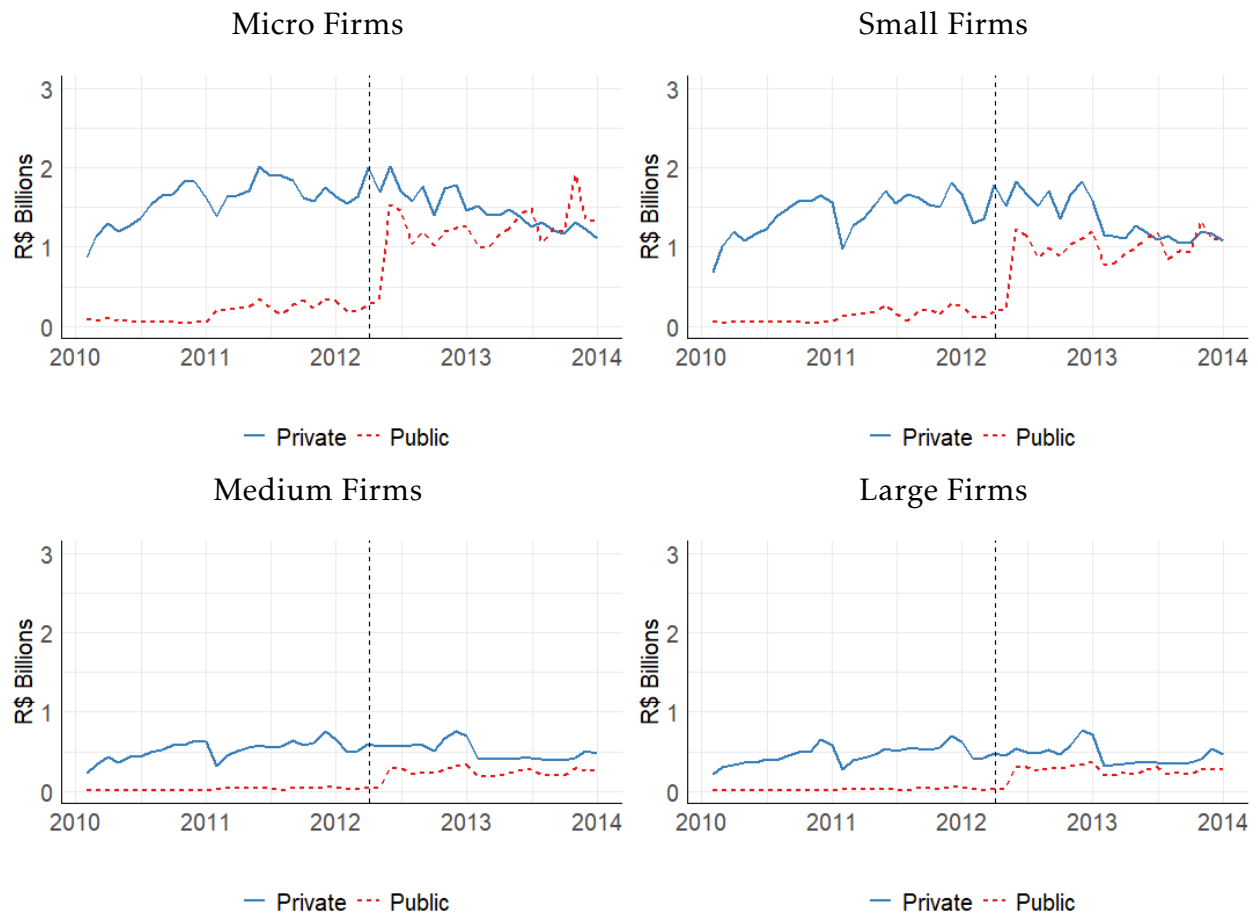 Micro Firms
R$ Billions
3
2
1
0
2010 2011 2012 2013 2014
Private Public
Small Firms
R$ Billions
3
2
1
0
2010 2011 2012 2013 2014
Private Public
Medium Firms
R$ Billions
3
2
1
0
2010 2011 2012 2013 2014
Private Public
Large Firms
R$ Billions
3
2
1
0
2010 2011 2012 2013 2014
Private Public